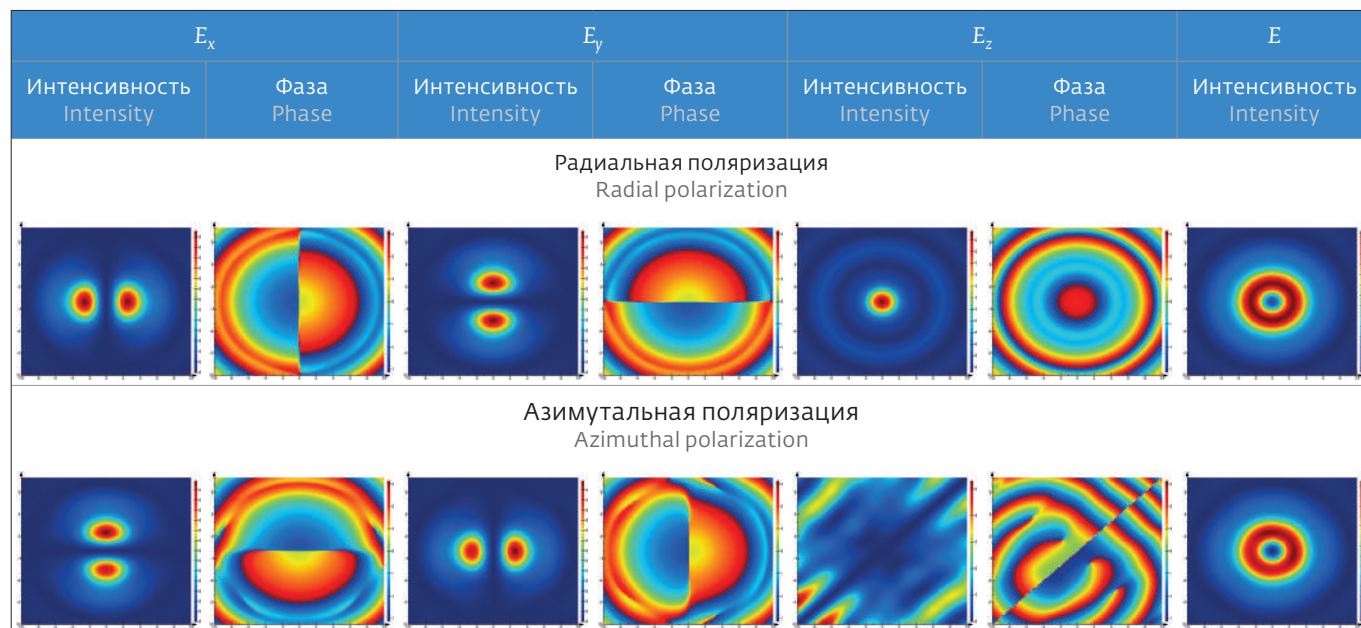 Ex Ey Ez E
Интенсивность Фаза Интенсивность Фаза Интенсивность Фаза Интенсивность
Intensity Phase Intensity Phase Intensity Phase Intensity
Радиальная поляризация
Radial polarization
Азимутальная поляризация
Azimuthal polarization